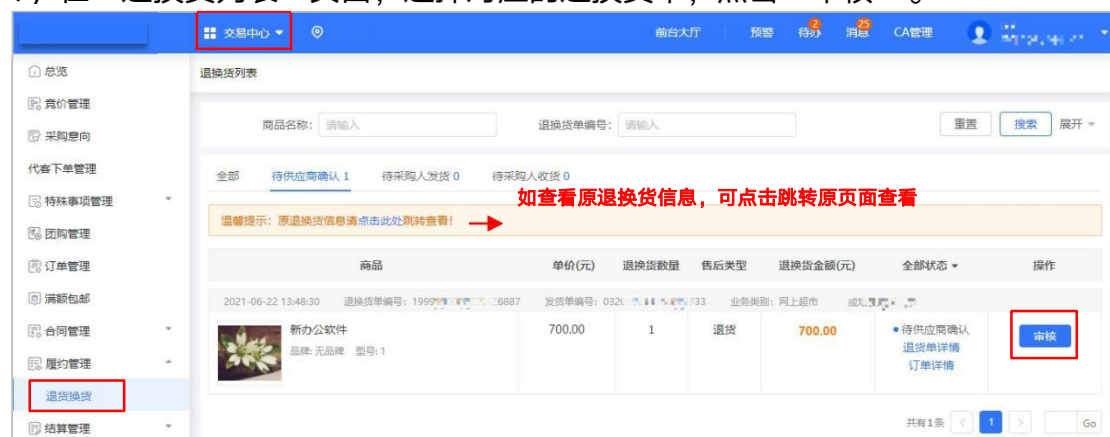 交易中心
前台大厅 预警 待办 2 消息 29 CA管理
总览
竞价管理
采购意向
代客下单管理
特殊事项管理
团购管理
订单管理
满额包邮
合同管理
履约管理
退货换货
结算管理
退换货列表
商品名称: 请输入 退换货单编号: 请输入 重置 搜索 展开
全部 待供应商确认 1 待采购人发货 0 待采购人收货 0
如查看原退换货信息，可点击跳转原页面查看
温馨提示: 原退换货信息请点击此处跳转查看!
商品 单价(元) 退换货数量 售后类型 退换货金额(元) 全部状态 操作
2021-06-22 13:48:30 退换货单编号: 1999 6887 发货单编号: 032 733 业务类别: 网上超市
新办公软件 700.00 1 退货 700.00 待供应商确认 审核
品牌: 无品牌 型号: 1 退货单详情
订单详情
共有1条 < 1 > Go